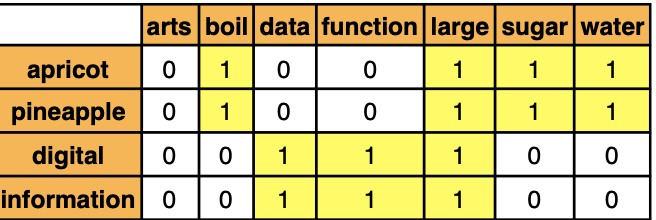 arts boil data function large sugar water
apricot 0 1 0 0 1 1 1
pineapple 0 1 0 0 1 1 1
digital 0 0 1 1 1 0 0
information 0 0 1 1 1 0 0